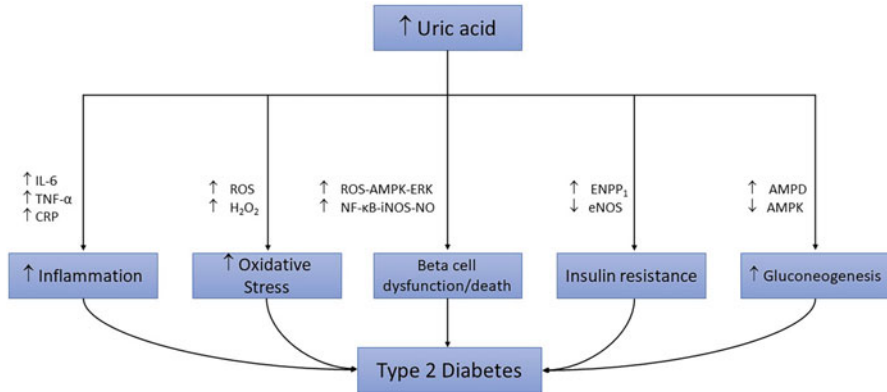 ↑ Uric acid
↑ IL-6
↑ TNF-α
↑ CRP
↑ ROS
↑ H₂O₂
↑ ROS-AMPK-ERK
↑ NF-κB-iNOS-NO
↑ ENPP₁
↓ eNOS
↑ AMPD
↓ AMPK
↑ Inflammation
↑ Oxidative
Stress
Beta cell
dysfunction/death
Insulin resistance
↑ Gluconeogenesis
Type 2 Diabetes